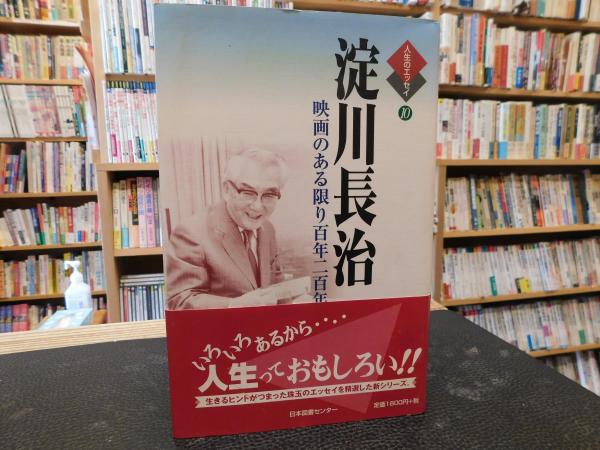 人生のエッセイ
10
淀川長治
映画のある限り百年二百年
いろいろあるから‥‥
人生っておもしろい!!
生きるヒントがつまった珠玉のエッセイを精選した新シリーズ。
日本図書センター
定価1800円+税